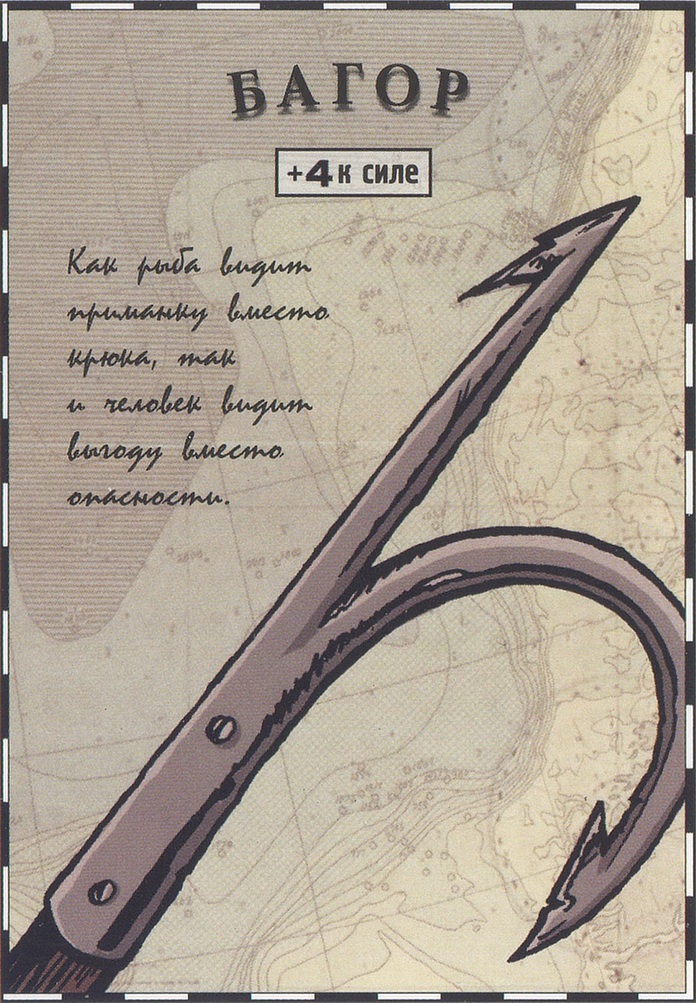 БАГОР
+4 к силе
Как рыба видит
приманку вместо
крюка, так
и человек видит
выгоду вместо
опасности.